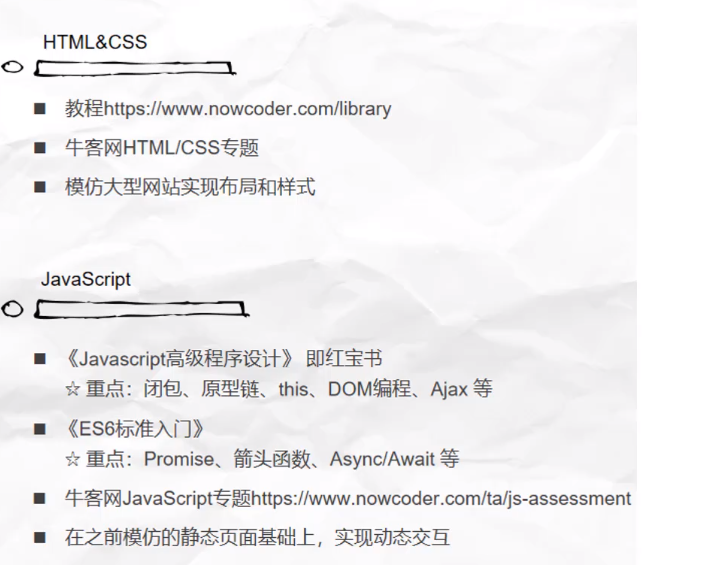 HTML&CSS
■ 教程https://www.nowcoder.com/library
■ 牛客网HTML/CSS专题
■ 模仿大型网站实现布局和样式
JavaScript
■ 《Javascript高级程序设计》 即红宝书
☆ 重点：闭包、原型链、this、DOM编程、Ajax 等
■ 《ES6标准入门》
☆ 重点：Promise、箭头函数、Async/Await 等
■ 牛客网JavaScript专题https://www.nowcoder.com/ta/js-assessment
■ 在之前模仿的静态页面基础上，实现动态交互